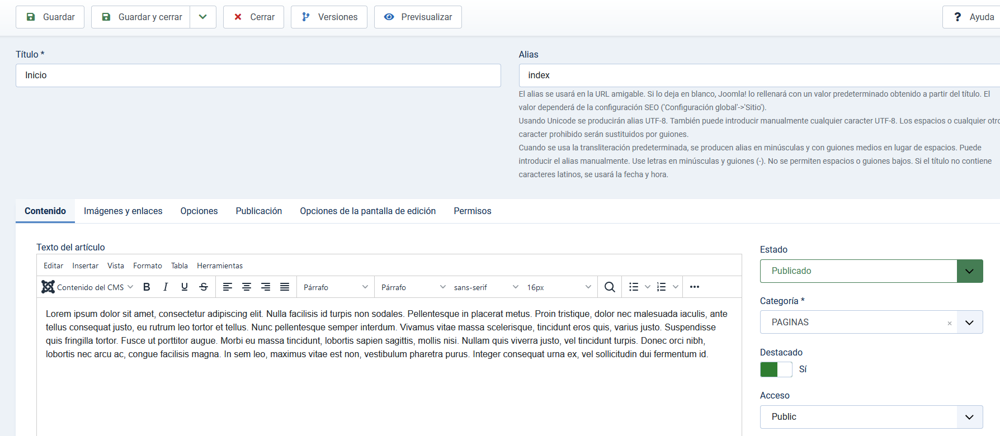 Guardar
Guardar y cerrar
Cerrar
Versiones
Previsualizar
? Ayuda
Título *
Inicio
Alias
index
El alias se usará en la URL amigable. Si lo deja en blanco, Joomla! lo rellenará con un valor predeterminado obtenido a partir del título. El
valor dependerá de la configuración SEO ('Configuración global'->'Sitio').
Usando Unicode se producirán alias UTF-8. También puede introducir manualmente cualquier caracter UTF-8. Los espacios o cualquier otro
caracter prohibido serán sustituidos por guiones.
Cuando se usa la transliteración predeterminada, se producen alias en minúsculas y con guiones medios en lugar de espacios. Puede
introducir el alias manualmente. Use letras en minúsculas y guiones (-). No se permiten espacios o guiones bajos. Si el título no contiene
caracteres latinos, se usará la fecha y hora.
Contenido
Imágenes y enlaces
Opciones
Publicación
Opciones de la pantalla de edición
Permisos
Texto del artículo
Editar
Insertar
Vista
Formato
Tabla
Herramientas
Contenido del CMS
B
I
U
S
Párrafo
Párrafo
sans-serif
16px
Lorem ipsum dolor sit amet, consectetur adipiscing elit. Nulla facilisis id turpis non sodales. Pellentesque in placerat metus. Proin tristique, dolor nec malesuada iaculis, ante
tellus consequat justo, eu rutrum leo tortor et tellus. Nunc pellentesque semper interdum. Vivamus vitae massa scelerisque, tincidunt eros quis, varius justo. Suspendisse
quis fringilla tortor. Fusce ut porttitor augue. Morbi eu massa tincidunt, lobortis sapien sagittis, mollis nisi. Nullam quis viverra justo, vel tincidunt turpis. Donec orci nibh,
lobortis nec arcu ac, congue facilisis magna. In sem leo, maximus vitae est non, vestibulum pharetra purus. Integer consequat urna ex, vel sollicitudin dui fermentum id.
Estado
Publicado
Categoría *
PAGINAS
×
Destacado
Sí
Acceso
Public